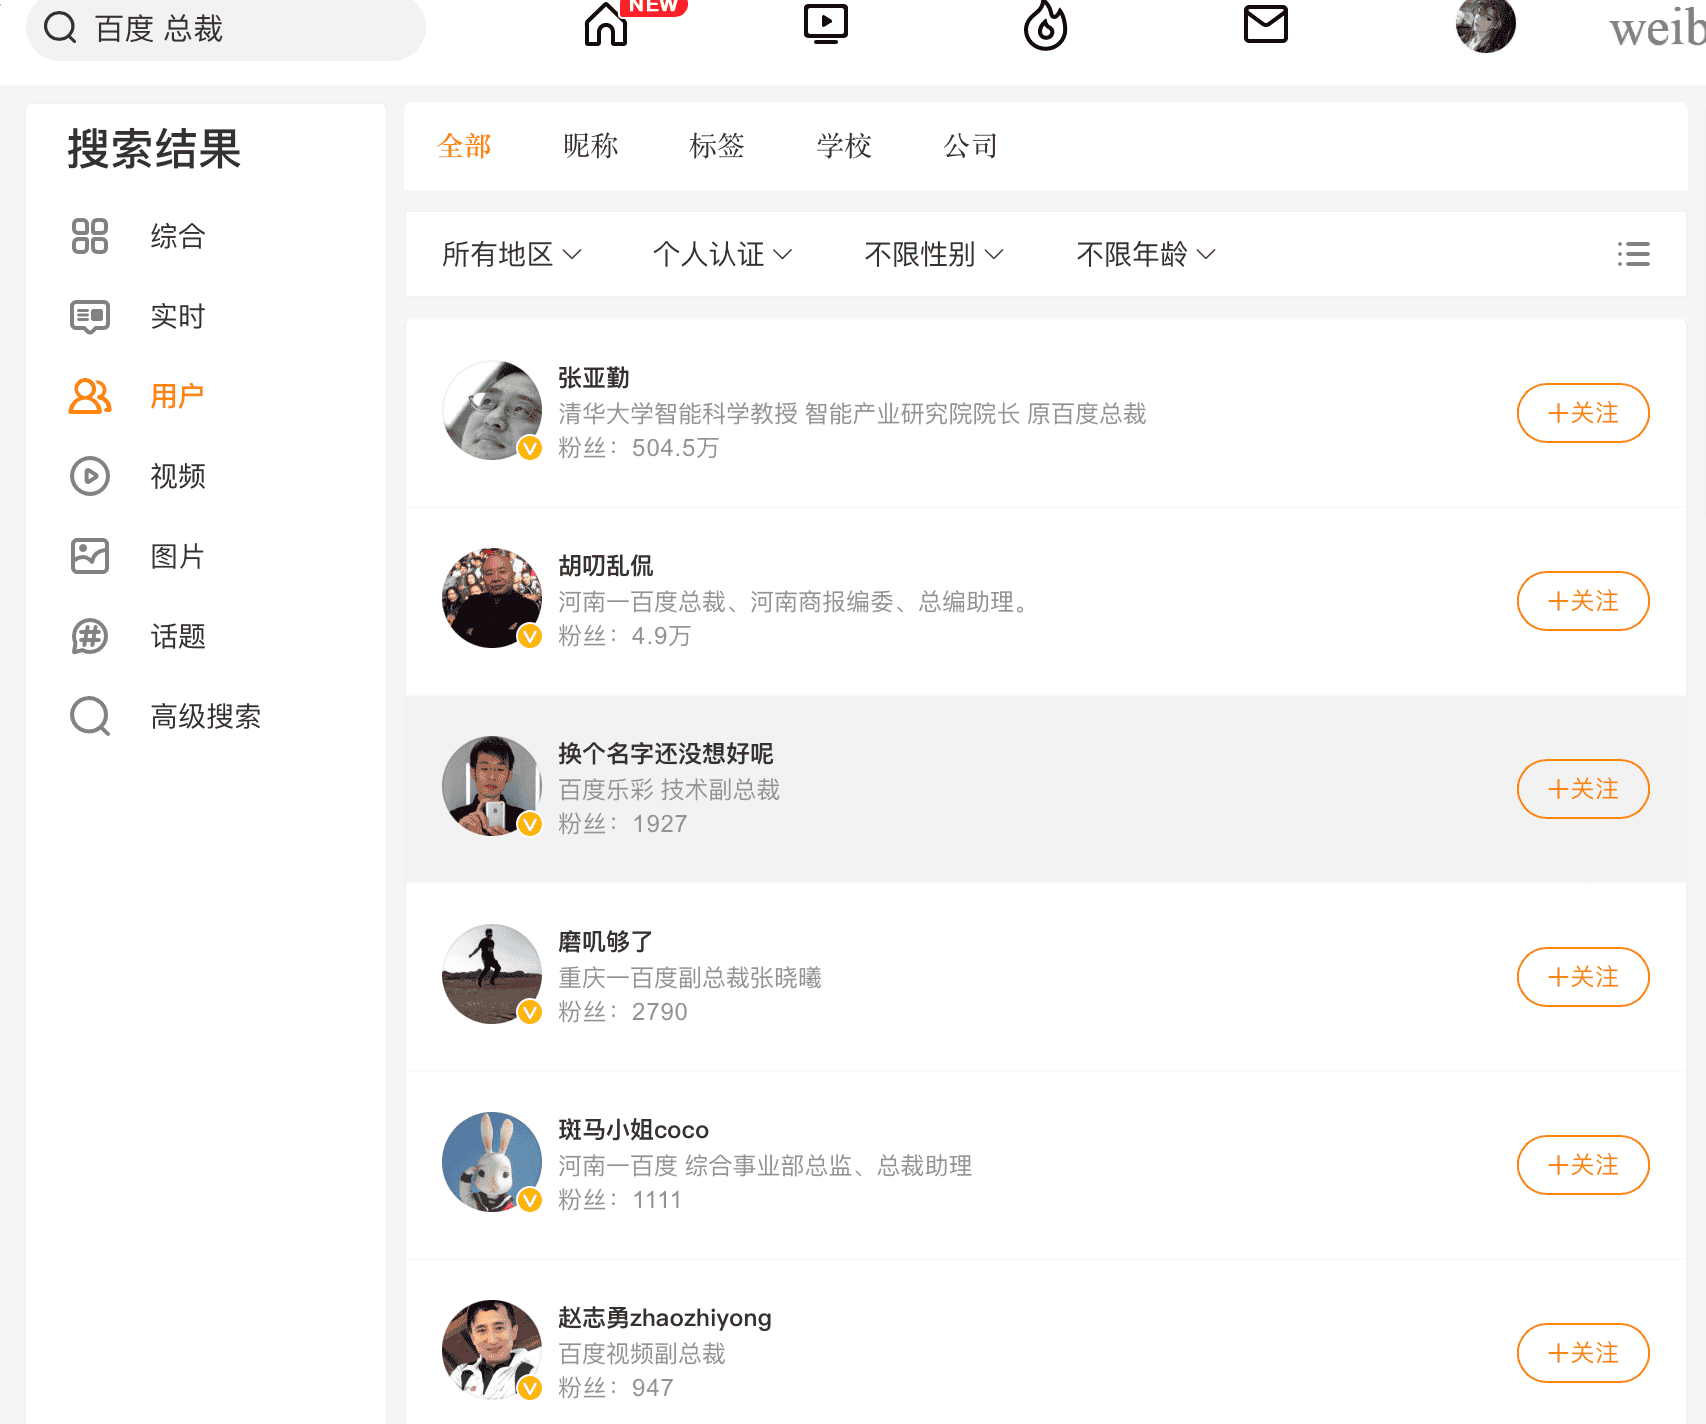 百度 总裁
NEW
weib
搜索结果
综合
实时
用户
视频
图片
话题
高级搜索
全部 昵称 标签 学校 公司
所有地区 个人认证 不限性别 不限年龄
张亚勤
清华大学智能科学教授 智能产业研究院院长 原百度总裁
粉丝：504.5万
+关注
胡叨乱侃
河南一百度总裁、河南商报编委、总编助理。
粉丝：4.9万
+关注
换个名字还没想好呢
百度乐彩 技术副总裁
粉丝：1927
+关注
磨叽够了
重庆一百度副总裁张晓曦
粉丝：2790
+关注
斑马小姐coco
河南一百度 综合事业部总监、总裁助理
粉丝：1111
+关注
赵志勇zhaozhiyong
百度视频副总裁
粉丝：947
+关注